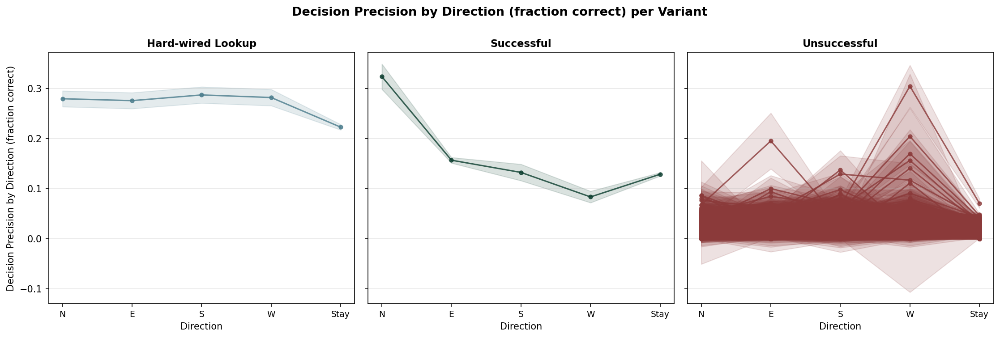 Decision Precision by Direction (fraction correct) per Variant
Hard-wired Lookup
Successful
Unsuccessful
Decision Precision by Direction (fraction correct)
0.3
0.2
0.1
0.0
−0.1
N E S W Stay
Direction
N E S W Stay
Direction
N E S W Stay
Direction